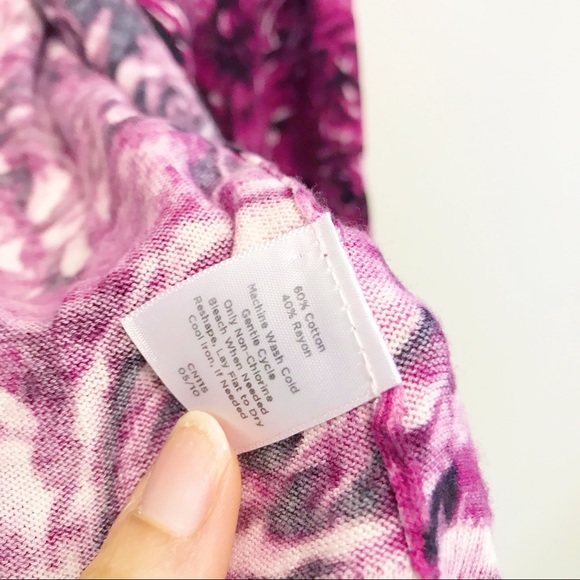 60% Cotton
40% Rayon
Machine Wash Cold
Gentle Cycle
Only Non-Chlorine
Bleach When Needed
Reshape, Lay Flat to Dry
Cool Iron, if Needed
CN115
05/10